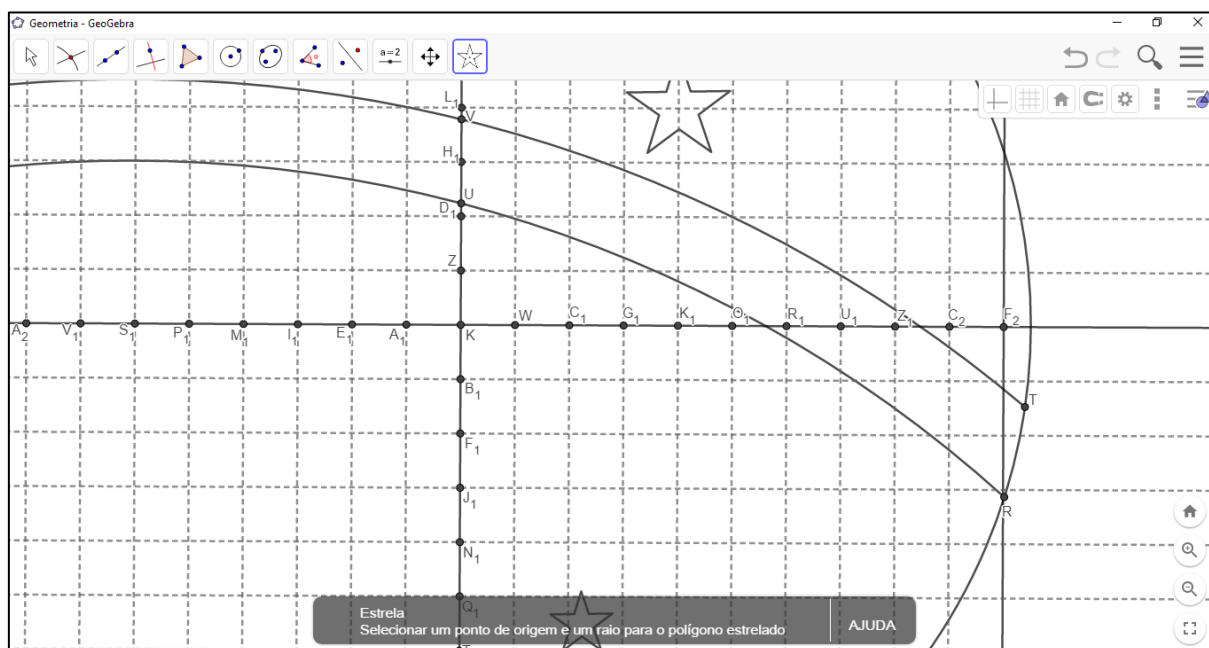 Geometria - GeoGebra
a=2
L₁
V
H₁
U
D₁
Z
A₂ V₁ S₁ P₁ M₁ I₁ E₁ A₁ K W C₁ G₁ K₁ O₁ R₁ U₁ Z₁ C₂ F₂
B₁
T
F₁
J₁
R
N₁
Q₁
Estrela
Selecionar um ponto de origem e um raio para o polígono estrelado
AJUDA